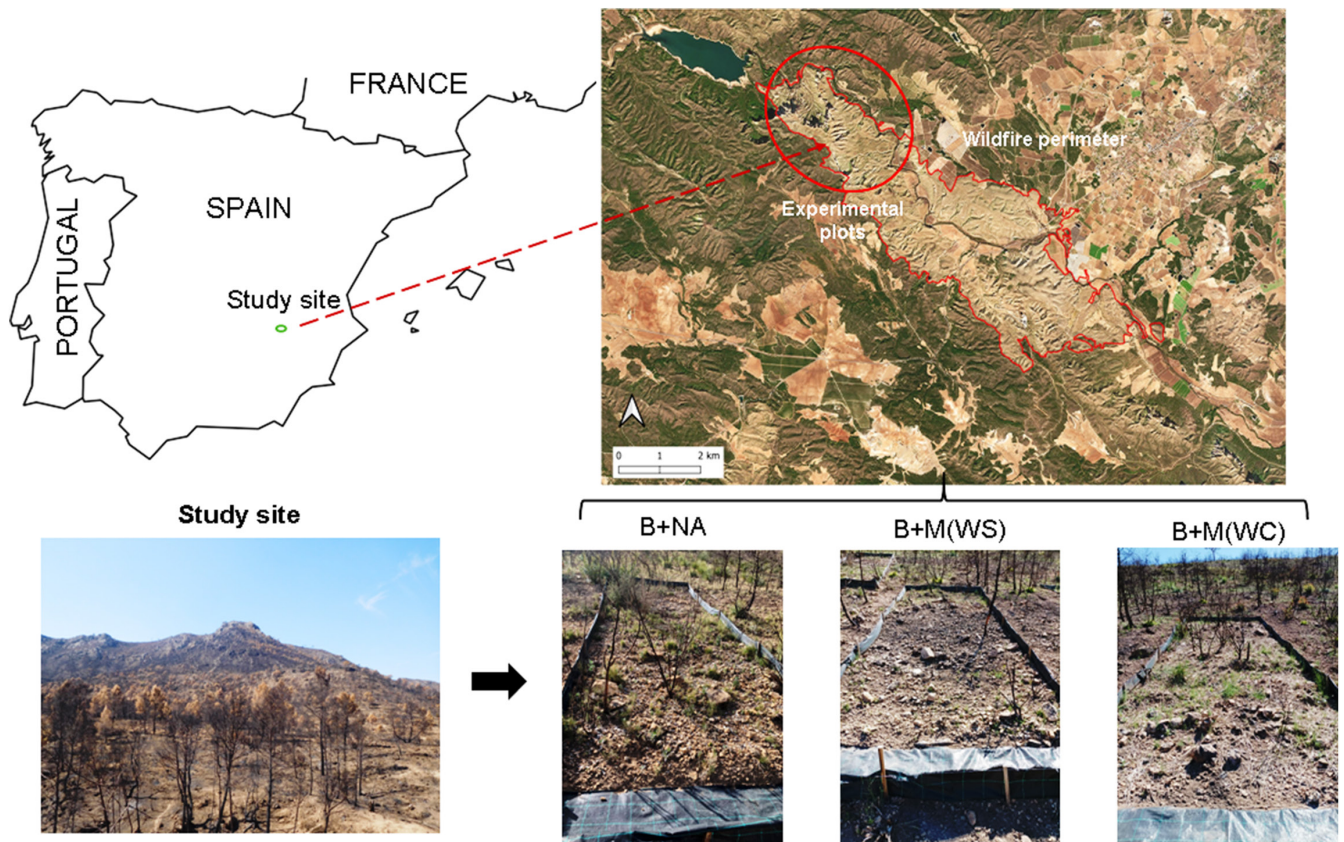 FRANCE
SPAIN
PORTUGAL
Study site
Wildfire perimeter
Experimental
plots
0 1 2 km
Study site
B+NA
B+M(WS)
B+M(WC)